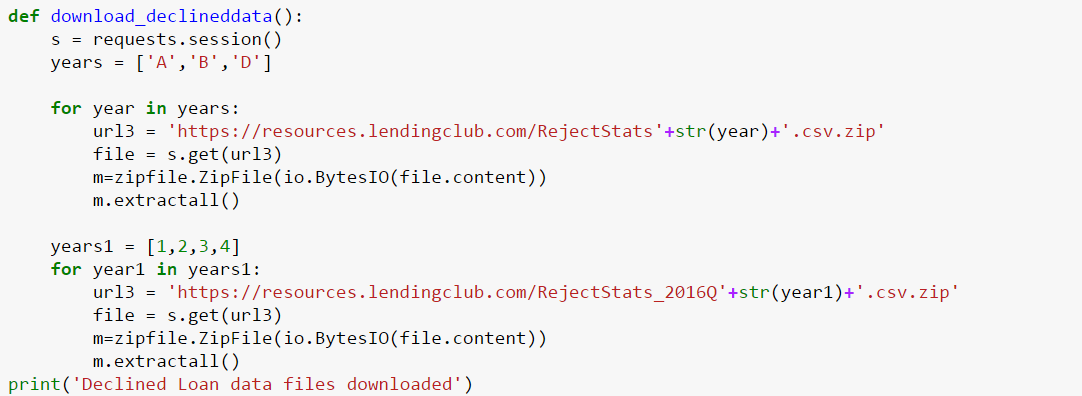 def download_declineddata():
    s = requests.session()
    years = ['A','B','D']

    for year in years:
        url3 = 'https://resources.lendingclub.com/RejectStats'+str(year)+'.csv.zip'
        file = s.get(url3)
        m=zipfile.ZipFile(io.BytesIO(file.content))
        m.extractall()

    years1 = [1,2,3,4]
    for year1 in years1:
        url3 = 'https://resources.lendingclub.com/RejectStats_2016Q'+str(year1)+'.csv.zip'
        file = s.get(url3)
        m=zipfile.ZipFile(io.BytesIO(file.content))
        m.extractall()
print('Declined Loan data files downloaded')